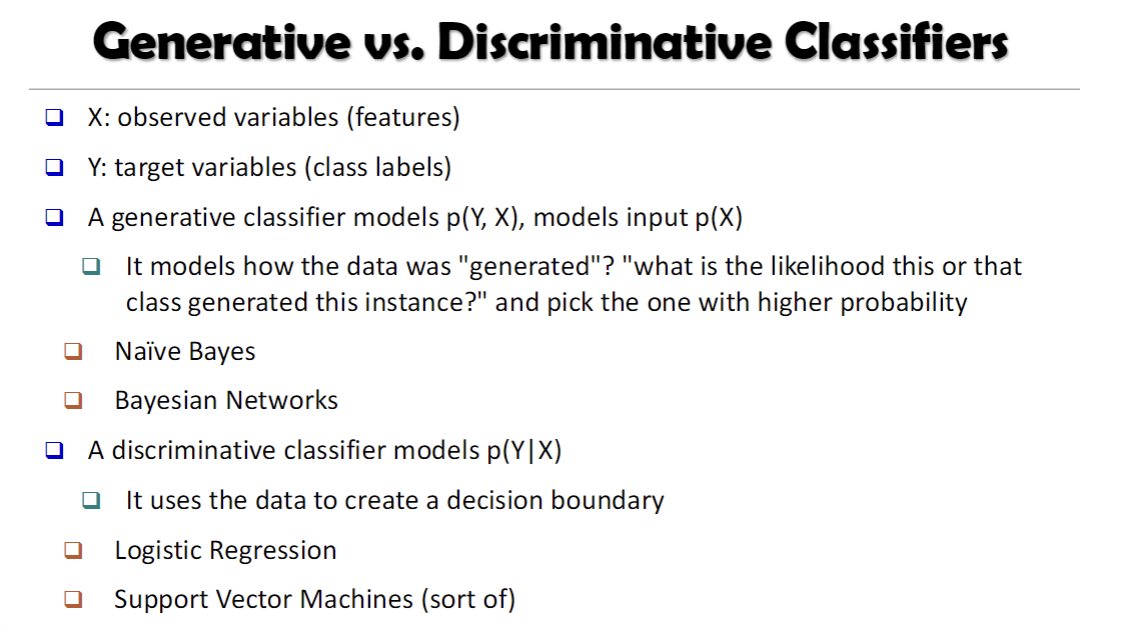 Generative vs. Discriminative Classifiers
X: observed variables (features)
Y: target variables (class labels)
A generative classifier models p(Y, X), models input p(X)
It models how the data was "generated"? "what is the likelihood this or that
class generated this instance?" and pick the one with higher probability
Naïve Bayes
Bayesian Networks
A discriminative classifier models p(Y|X)
It uses the data to create a decision boundary
Logistic Regression
Support Vector Machines (sort of)